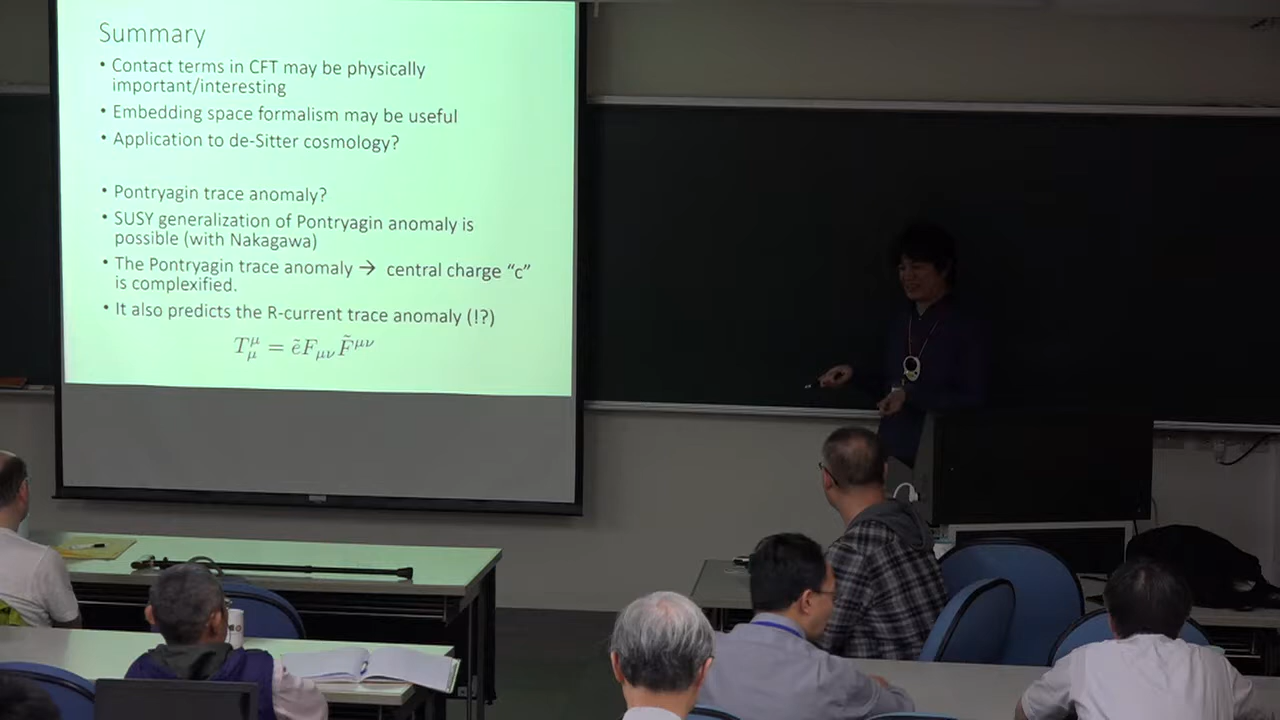 Summary
• Contact terms in CFT may be physically
important/interesting
• Embedding space formalism may be useful
• Application to de-Sitter cosmology?
• Pontryagin trace anomaly?
• SUSY generalization of Pontryagin anomaly is
possible (with Nakagawa)
• The Pontryagin trace anomaly → central charge “c”
is complexified.
• It also predicts the R-current trace anomaly (!?)
$T^{\mu}_{\mu} = \tilde{e} F_{\mu\nu} \tilde{F}^{\mu\nu}$